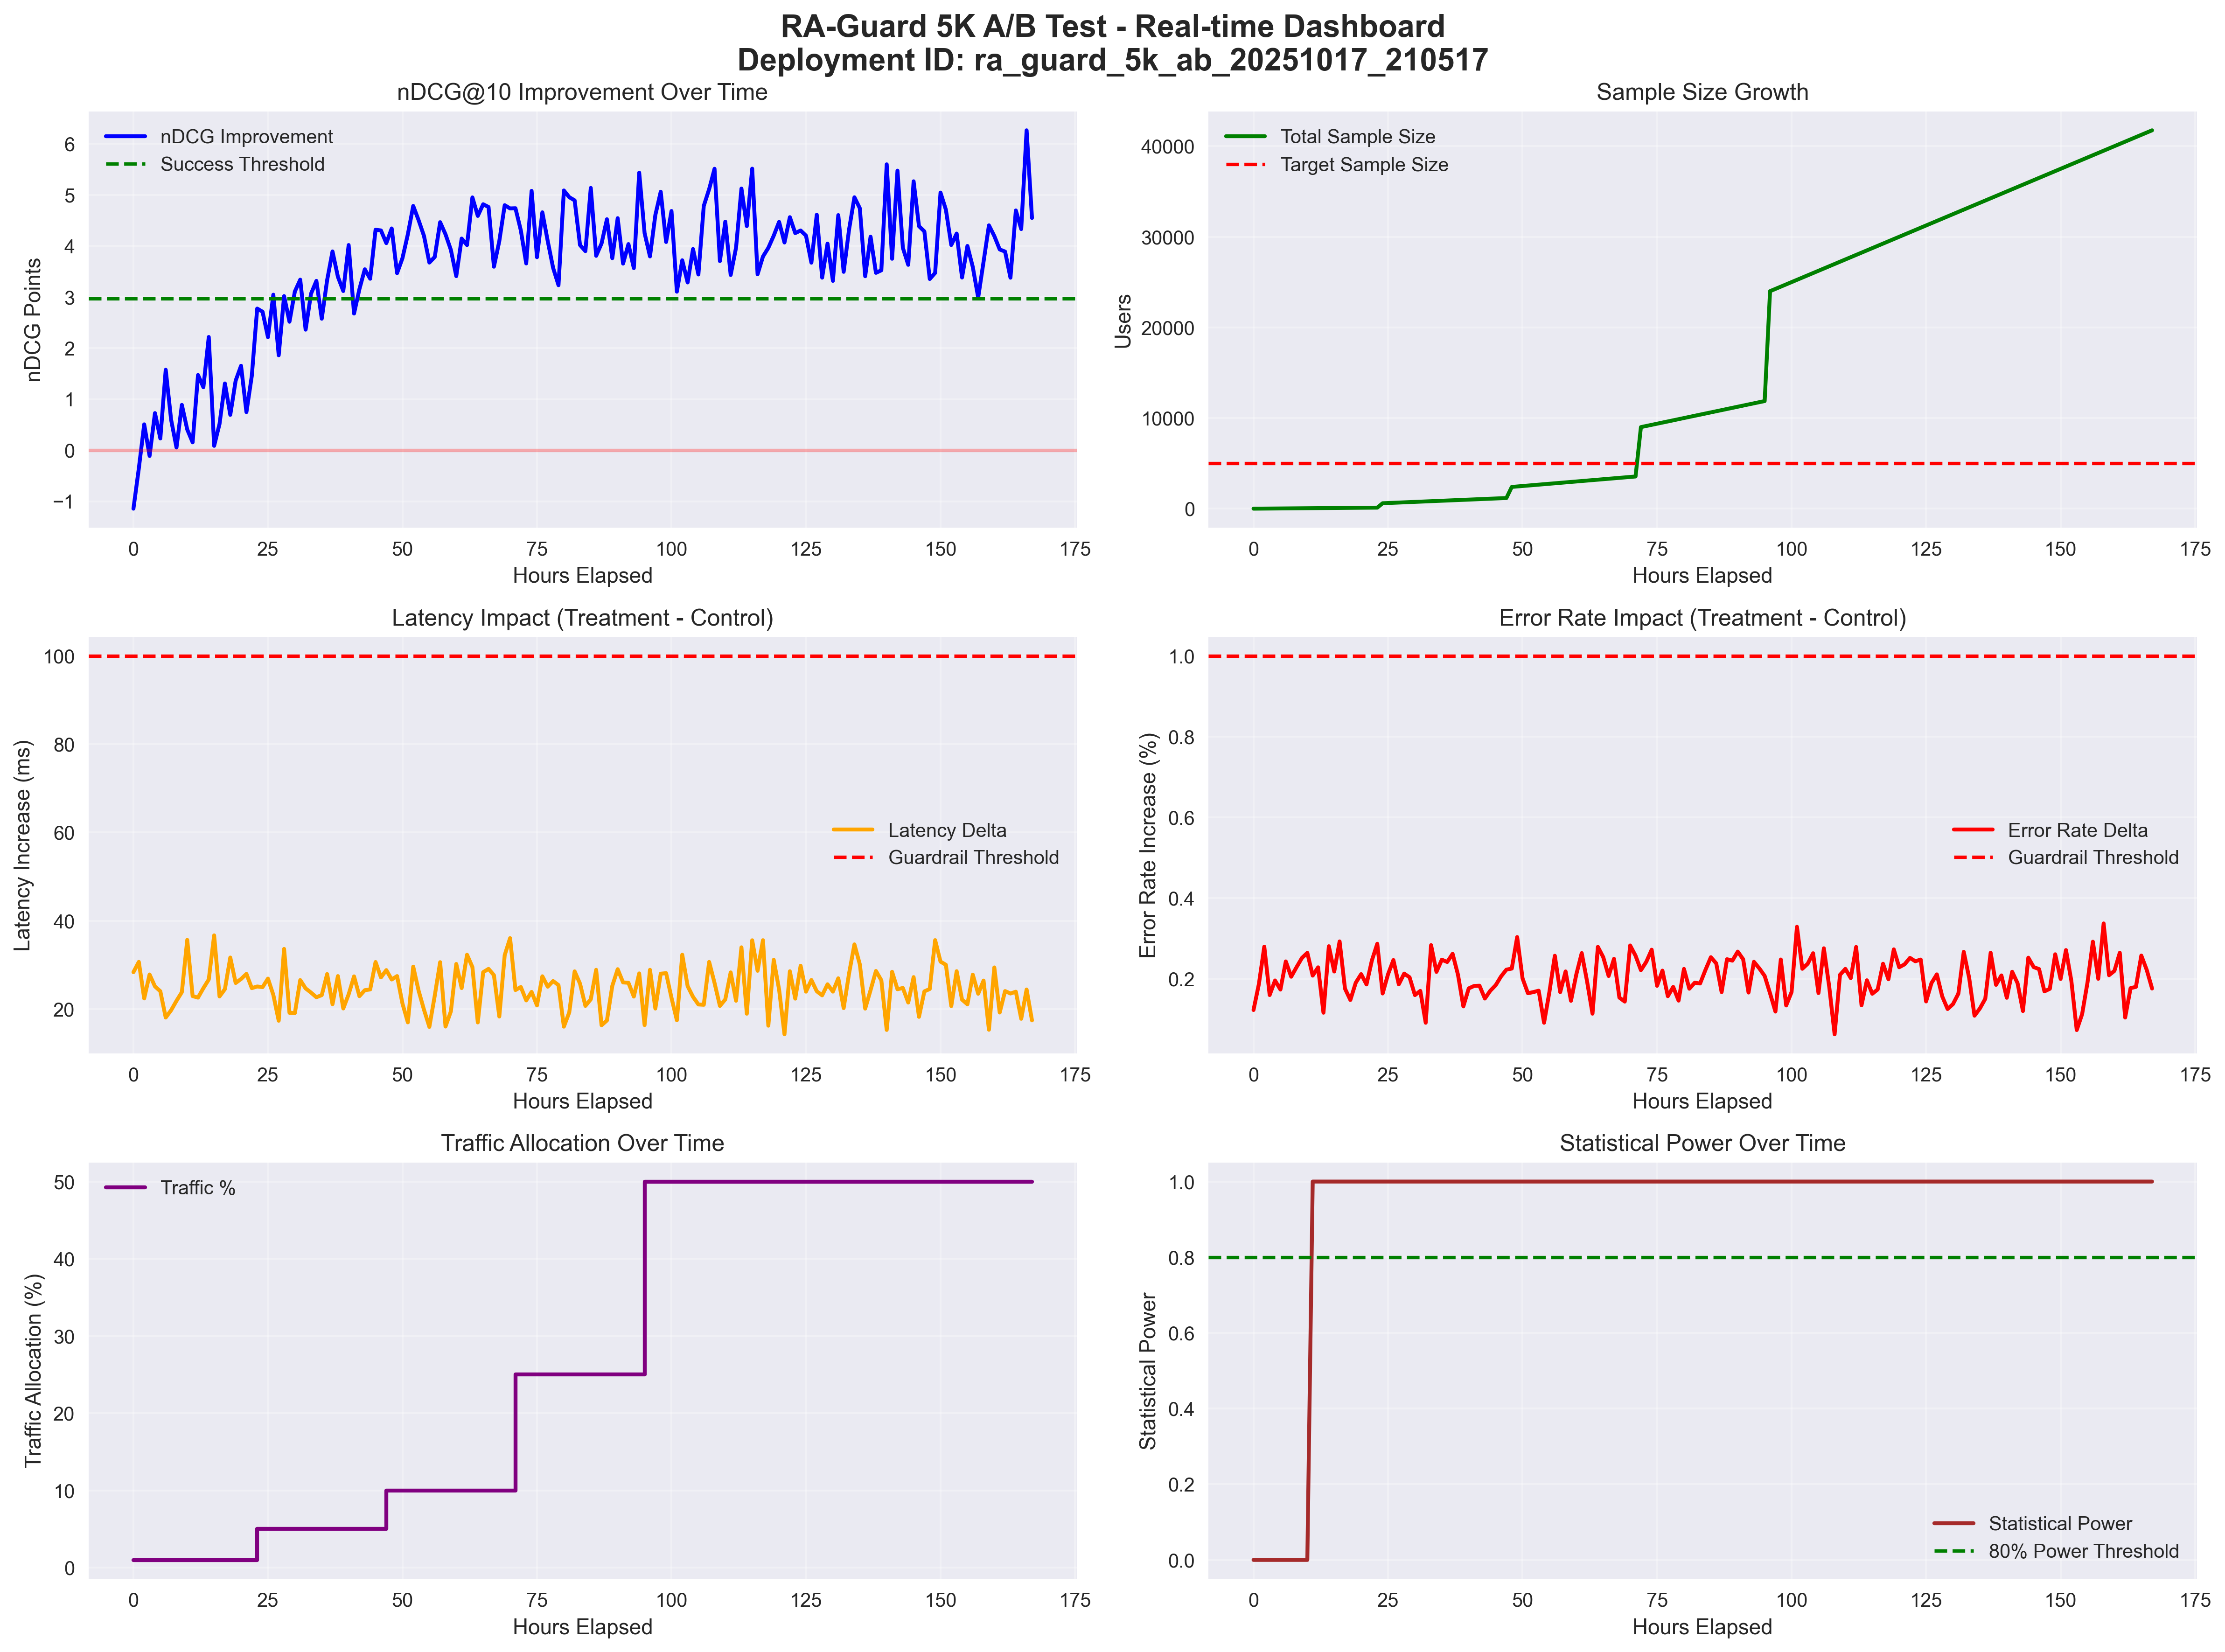 RA-Guard 5K A/B Test - Real-time Dashboard
Deployment ID: ra_guard_5k_ab_20251017_210517
nDCG@10 Improvement Over Time
nDCG Points
6
5
4
3
2
1
0
−1
nDCG Improvement
Success Threshold
0 25 50 75 100 125 150 175
Hours Elapsed
Sample Size Growth
Users
40000
30000
20000
10000
0
Total Sample Size
Target Sample Size
0 25 50 75 100 125 150 175
Hours Elapsed
Latency Impact (Treatment - Control)
Latency Increase (ms)
100
80
60
40
20
Latency Delta
Guardrail Threshold
0 25 50 75 100 125 150 175
Hours Elapsed
Error Rate Impact (Treatment - Control)
Error Rate Increase (%)
1.0
0.8
0.6
0.4
0.2
Error Rate Delta
Guardrail Threshold
0 25 50 75 100 125 150 175
Hours Elapsed
Traffic Allocation Over Time
Traffic Allocation (%)
50
40
30
20
10
0
Traffic %
0 25 50 75 100 125 150 175
Hours Elapsed
Statistical Power Over Time
Statistical Power
1.0
0.8
0.6
0.4
0.2
0.0
Statistical Power
80% Power Threshold
0 25 50 75 100 125 150 175
Hours Elapsed